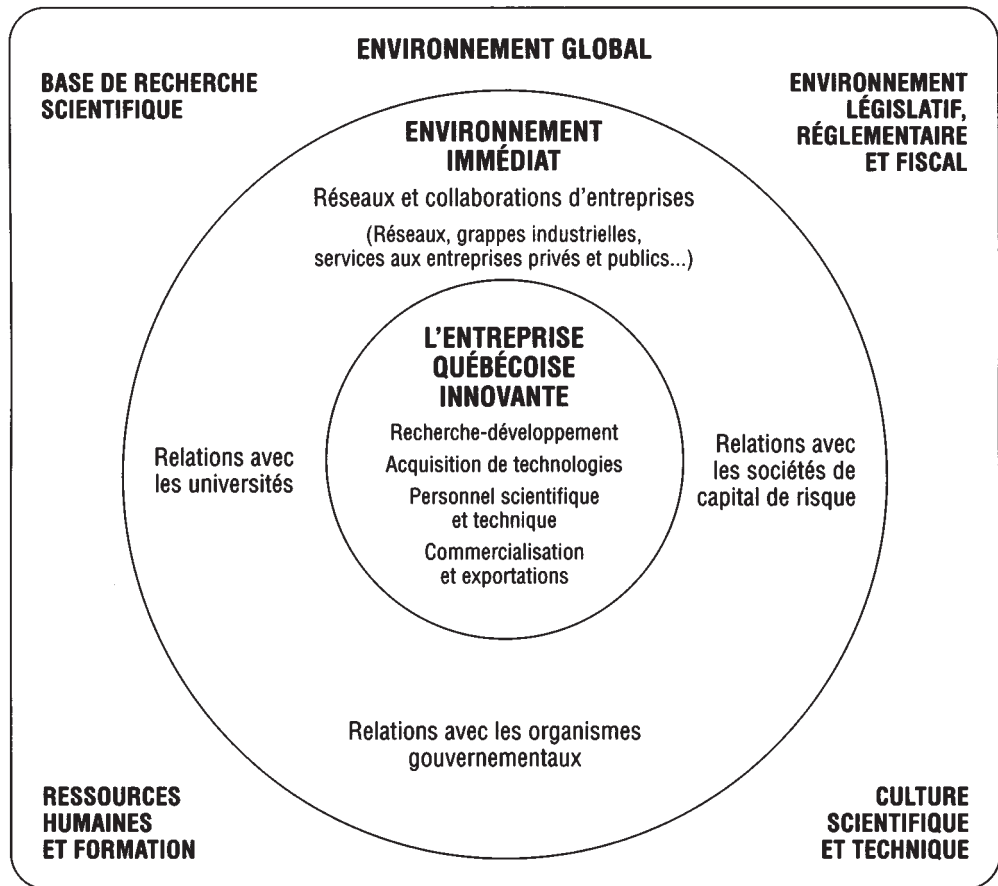 ENVIRONNEMENT GLOBAL
BASE DE RECHERCHE
SCIENTIFIQUE
ENVIRONNEMENT
LÉGISLATIF,
RÉGLEMENTAIRE
ET FISCAL
ENVIRONNEMENT
IMMÉDIAT
Réseaux et collaborations d'entreprises
(Réseaux, grappes industrielles,
services aux entreprises privés et publics...)
L'ENTREPRISE
QUÉBÉCOISE
INNOVANTE
Recherche-développement
Acquisition de technologies
Personnel scientifique
et technique
Commercialisation
et exportations
Relations avec
les universités
Relations avec
les sociétés de
capital de risque
Relations avec les organismes
gouvernementaux
RESSOURCES
HUMAINES
ET FORMATION
CULTURE
SCIENTIFIQUE
ET TECHNIQUE